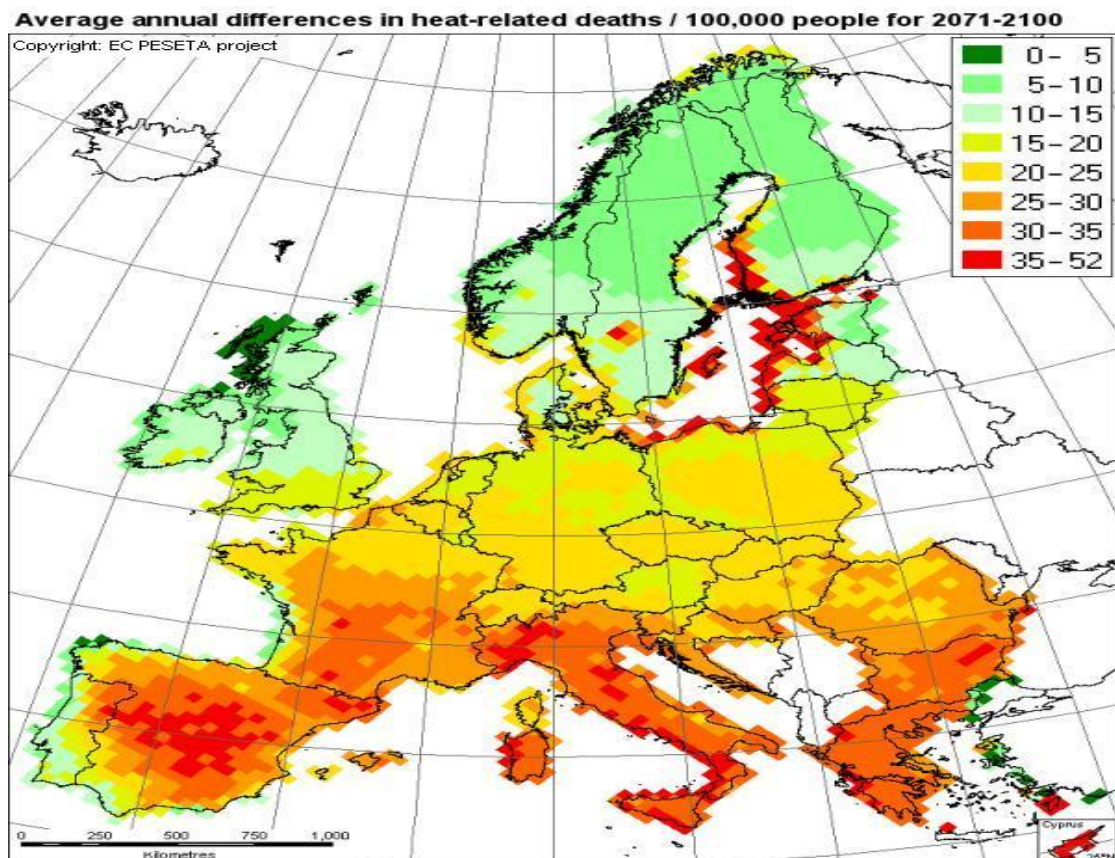 Average annual differences in heat-related deaths / 100,000 people for 2071-2100
Copyright: EC PESETA project
0 - 5
5 - 10
10 - 15
15 - 20
20 - 25
25 - 30
30 - 35
35 - 52
0 250 500 750 1,000
Kilometres
Cyprus